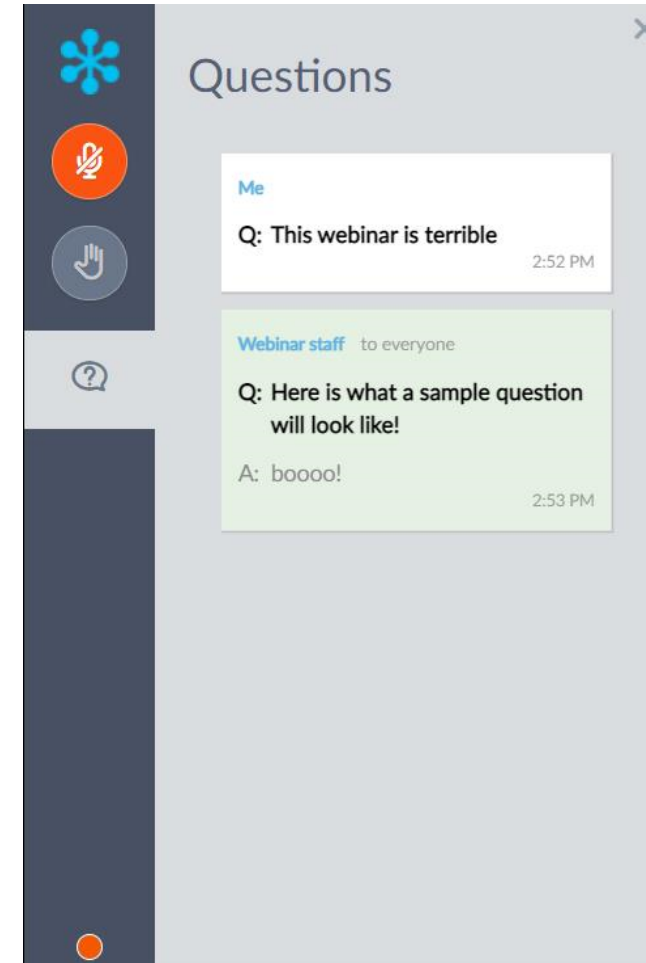 Questions
Me
Q: This webinar is terrible
2:52 PM
Webinar staff to everyone
Q: Here is what a sample question
will look like!
A: boooo!
2:53 PM